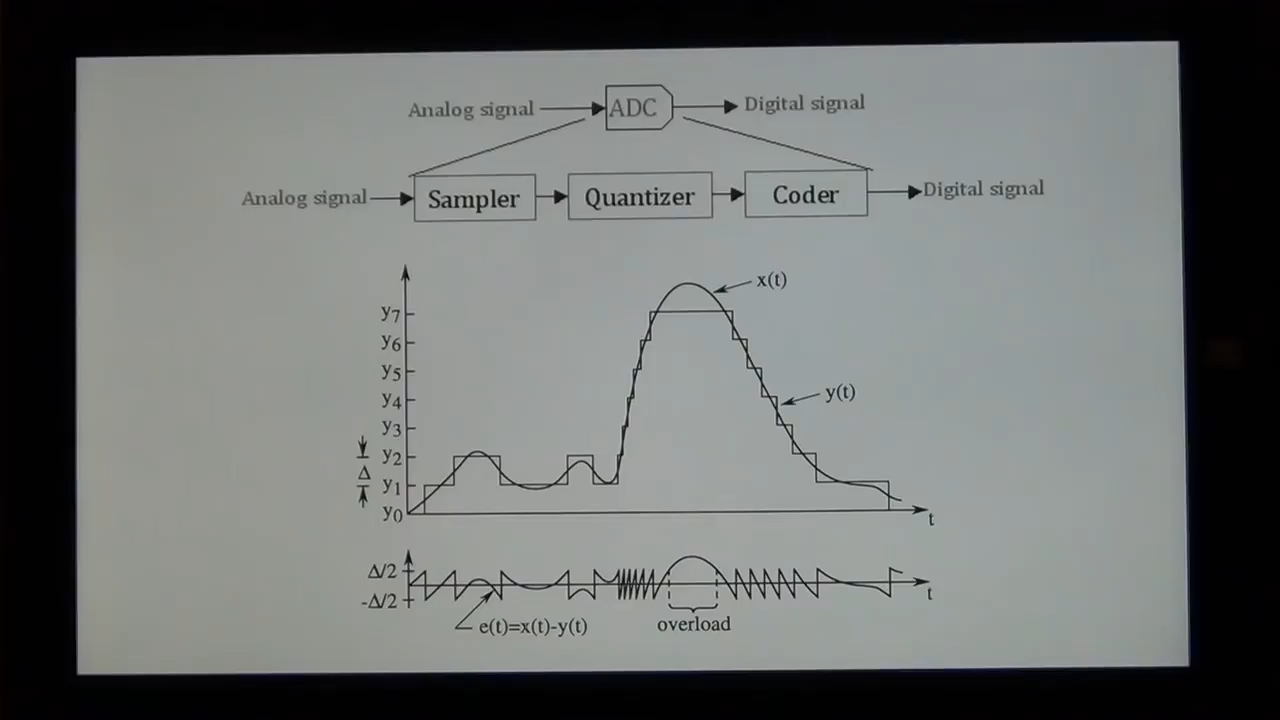 Analog signal ADC Digital signal
Analog signal Sampler Quantizer Coder Digital signal
x(t)
y7
y6
y5
y4 y(t)
y3
y2
Δ
y1
y0
t
Δ/2
-Δ/2 t
e(t)=x(t)-y(t) overload